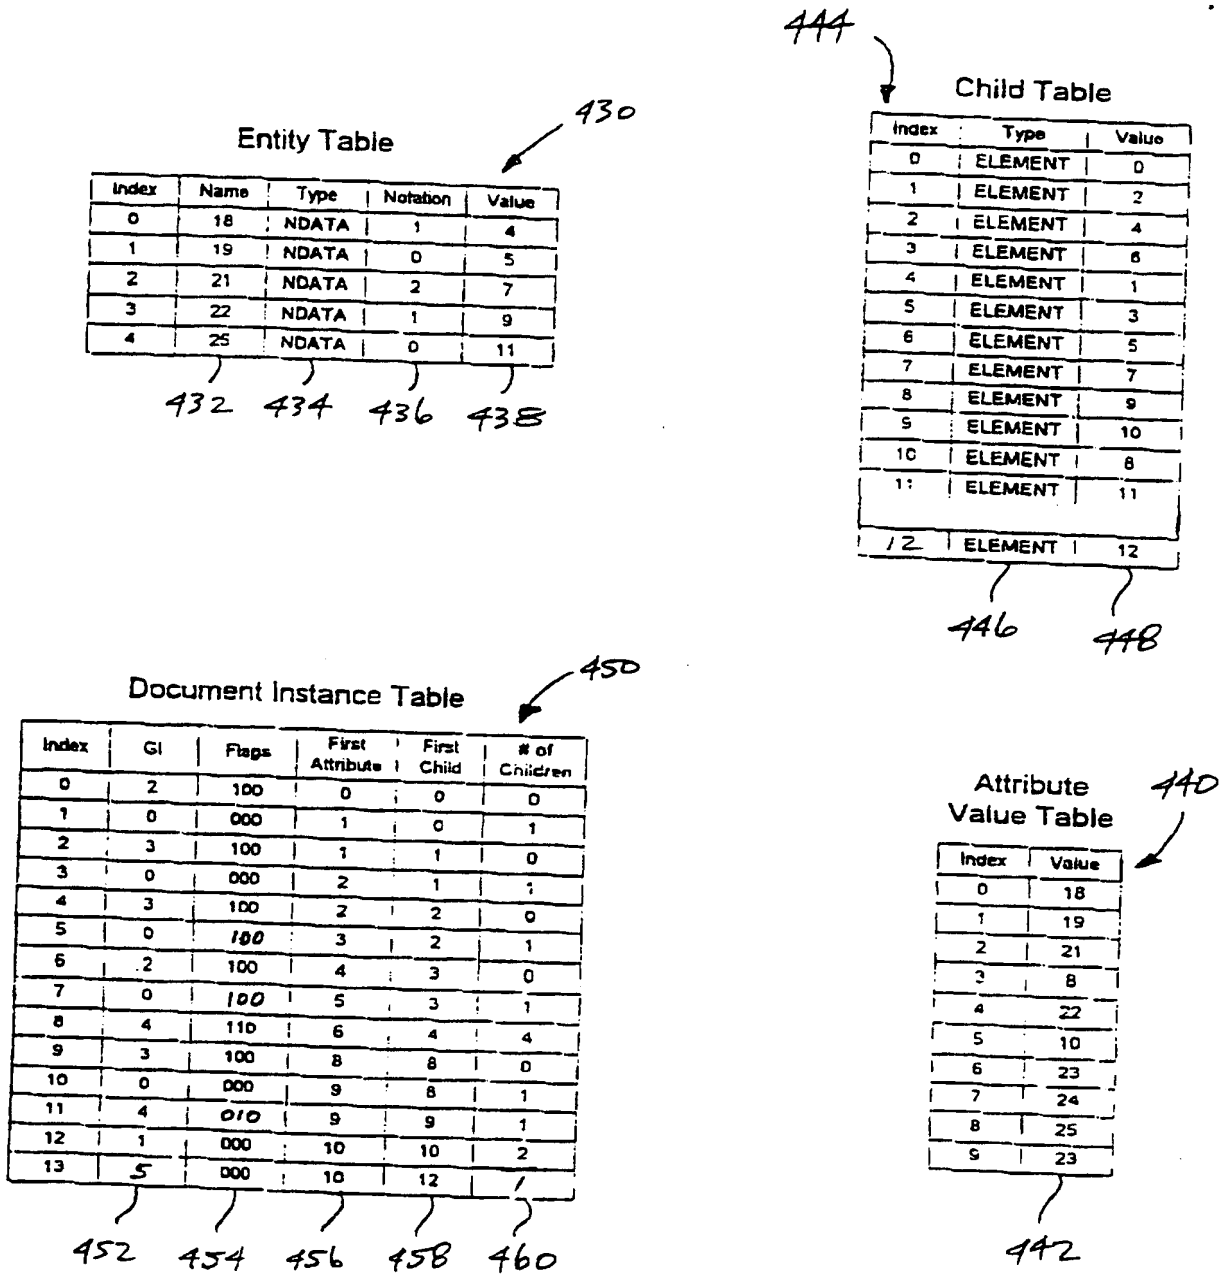 444
Child Table
Index Type Value
0 ELEMENT 0
1 ELEMENT 2
2 ELEMENT 4
3 ELEMENT 6
4 ELEMENT 1
5 ELEMENT 3
6 ELEMENT 5
7 ELEMENT 7
8 ELEMENT 9
9 ELEMENT 10
10 ELEMENT 8
11 ELEMENT 11
12 ELEMENT 12
446 448
430
Entity Table
Index Name Type Notation Value
0 18 NDATA 1 4
1 19 NDATA 0 5
2 21 NDATA 2 7
3 22 NDATA 1 9
4 25 NDATA 0 11
432 434 436 438
450
Document Instance Table
Index GI Flags First Attribute First Child # of Children
0 2 100 0 0 0
1 0 000 1 0 1
2 3 100 1 1 0
3 0 000 2 1 1
4 3 100 2 2 0
5 0 100 3 2 1
6 2 100 4 3 0
7 0 100 5 3 1
8 4 110 6 4 4
9 3 100 8 8 0
10 0 000 9 8 1
11 4 010 9 9 1
12 1 000 10 10 2
13 5 000 10 12 1
452 454 456 458 460
440
Attribute
Value Table
Index Value
0 18
1 19
2 21
3 8
4 22
5 10
6 23
7 24
8 25
9 23
442